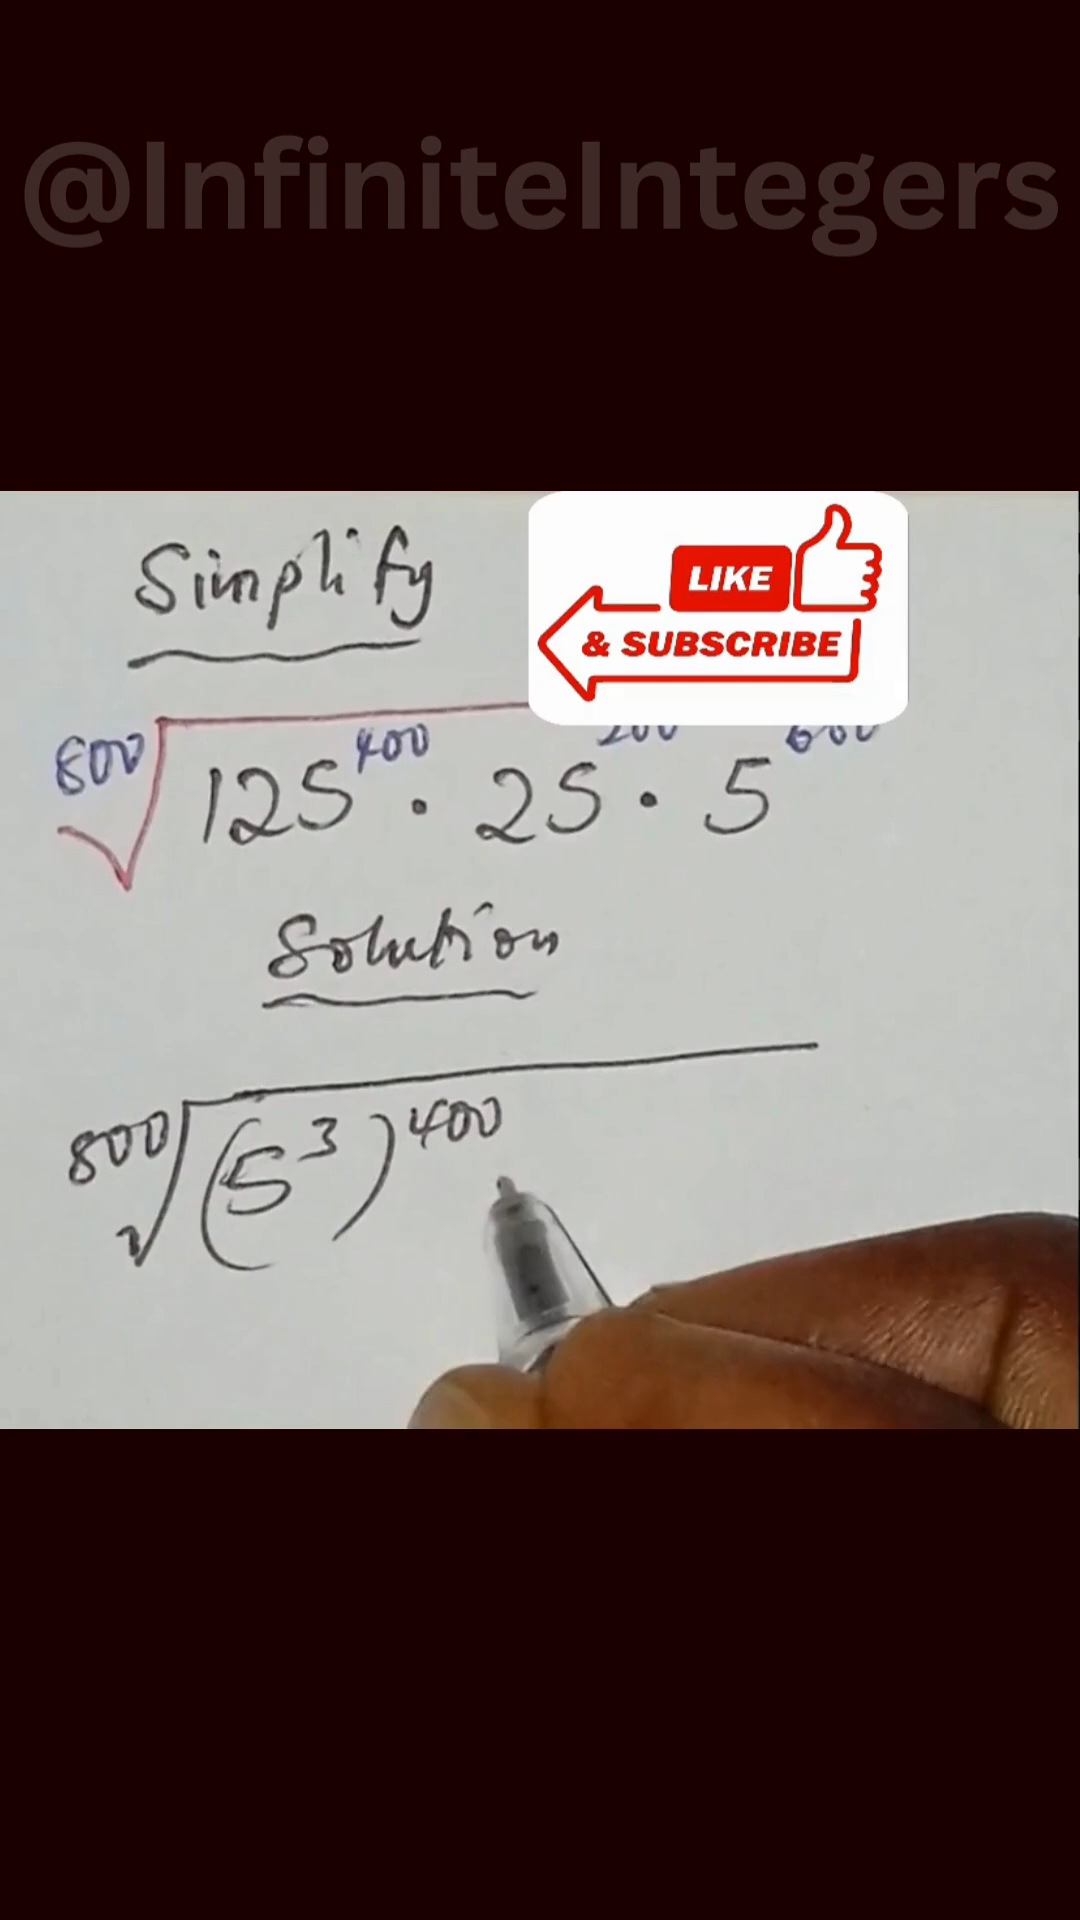 @InfiniteIntegers
Simplify
LIKE
& SUBSCRIBE
800√125^400 · 25 · 5
Solution
800√(5^3)^400